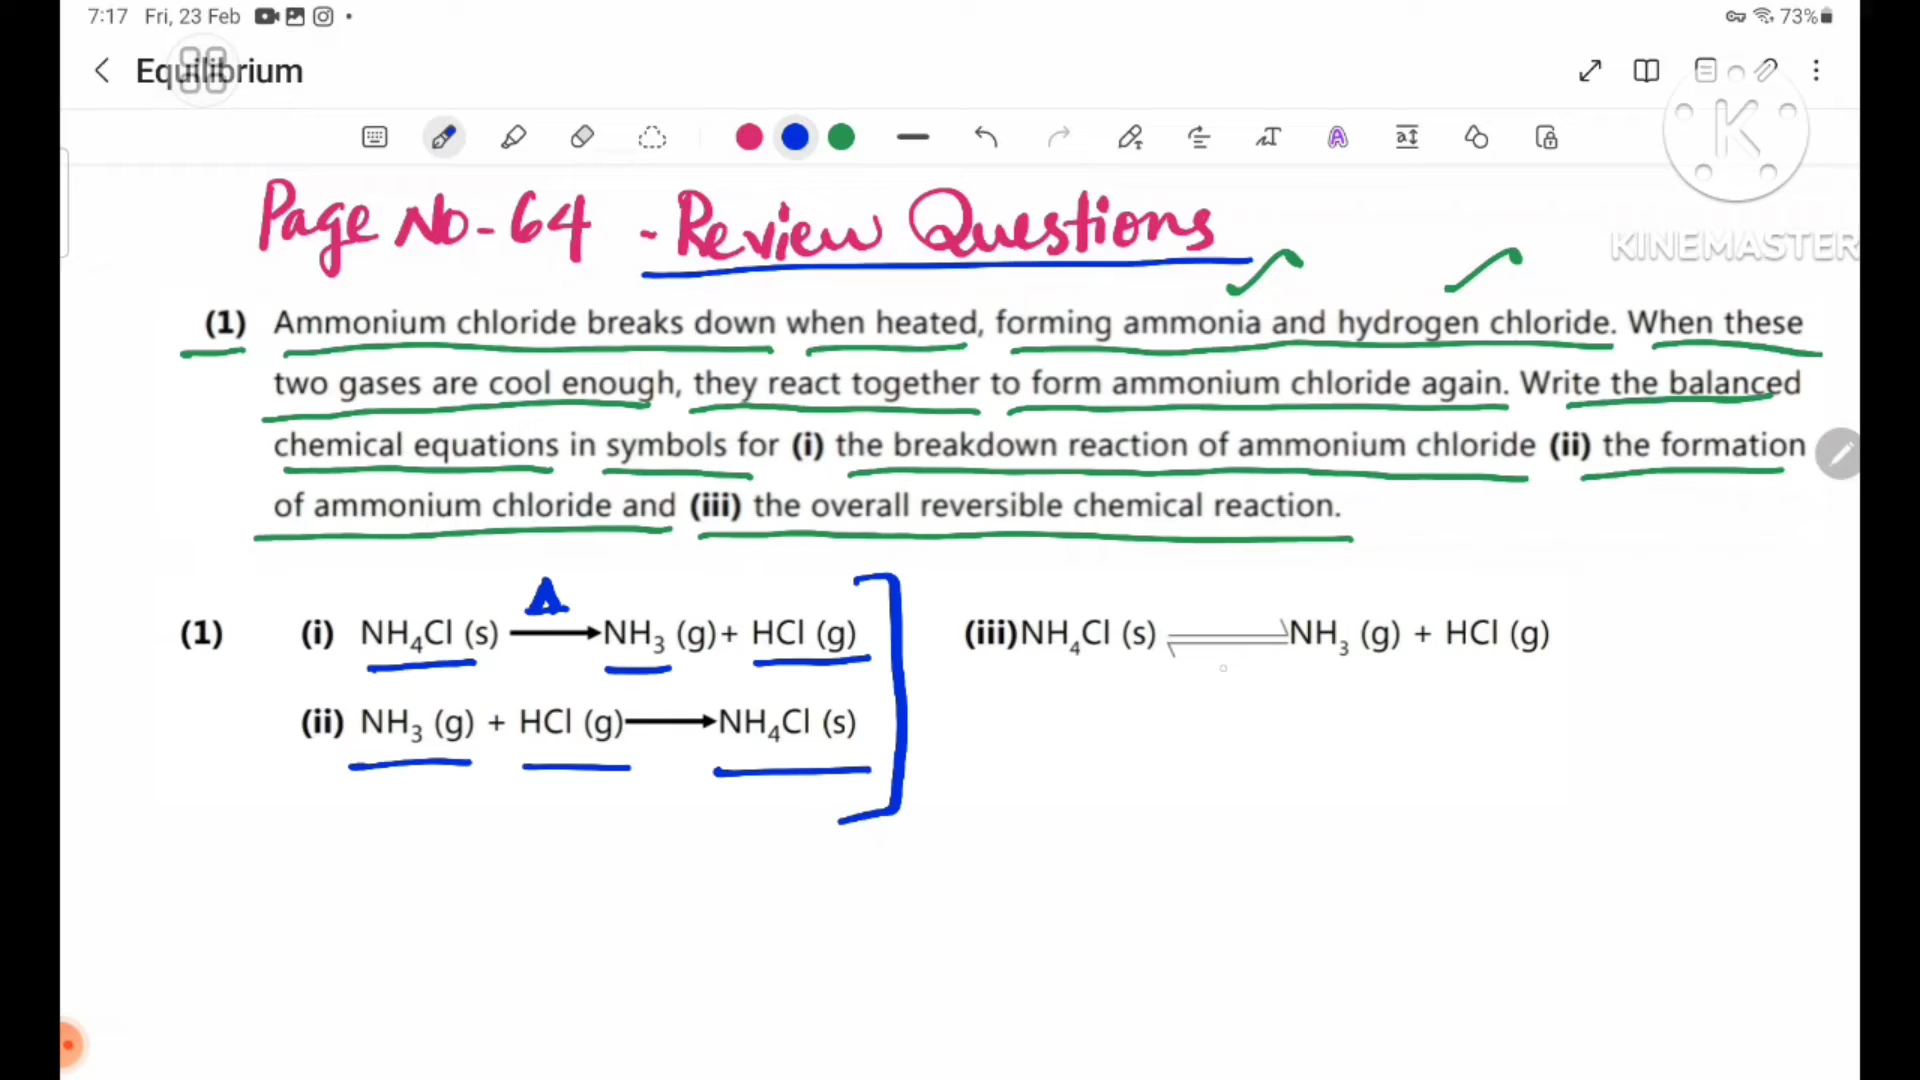 7:17 Fri, 23 Feb 73%
Equilibrium
K
KINEMASTER
Page No-64 - Review Questions
(1) Ammonium chloride breaks down when heated, forming ammonia and hydrogen chloride. When these
two gases are cool enough, they react together to form ammonium chloride again. Write the balanced
chemical equations in symbols for (i) the breakdown reaction of ammonium chloride (ii) the formation
of ammonium chloride and (iii) the overall reversible chemical reaction.
Δ
(1) (i) NH₄Cl (s) ⟶ NH₃ (g)+ HCl (g) (iii)NH₄Cl (s) ⇌ NH₃ (g) + HCl (g)
(ii) NH₃ (g) + HCl (g) ⟶ NH₄Cl (s)